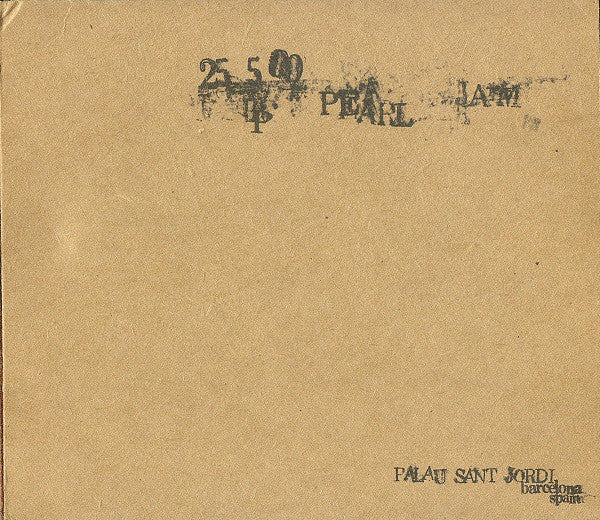 25 5 00
PEARL JAM
PALAU SANT JORDI,
barcelona
spain